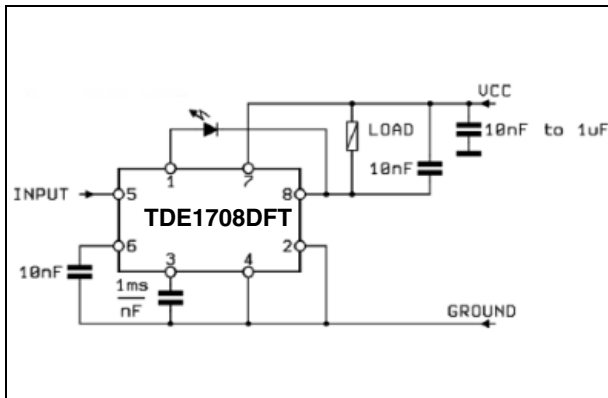 VCC
LOAD
10nF to 1uF
10nF
1
7
INPUT
5
TDE1708DFT
8
6
2
10nF
3
4
1ms
nF
GROUND